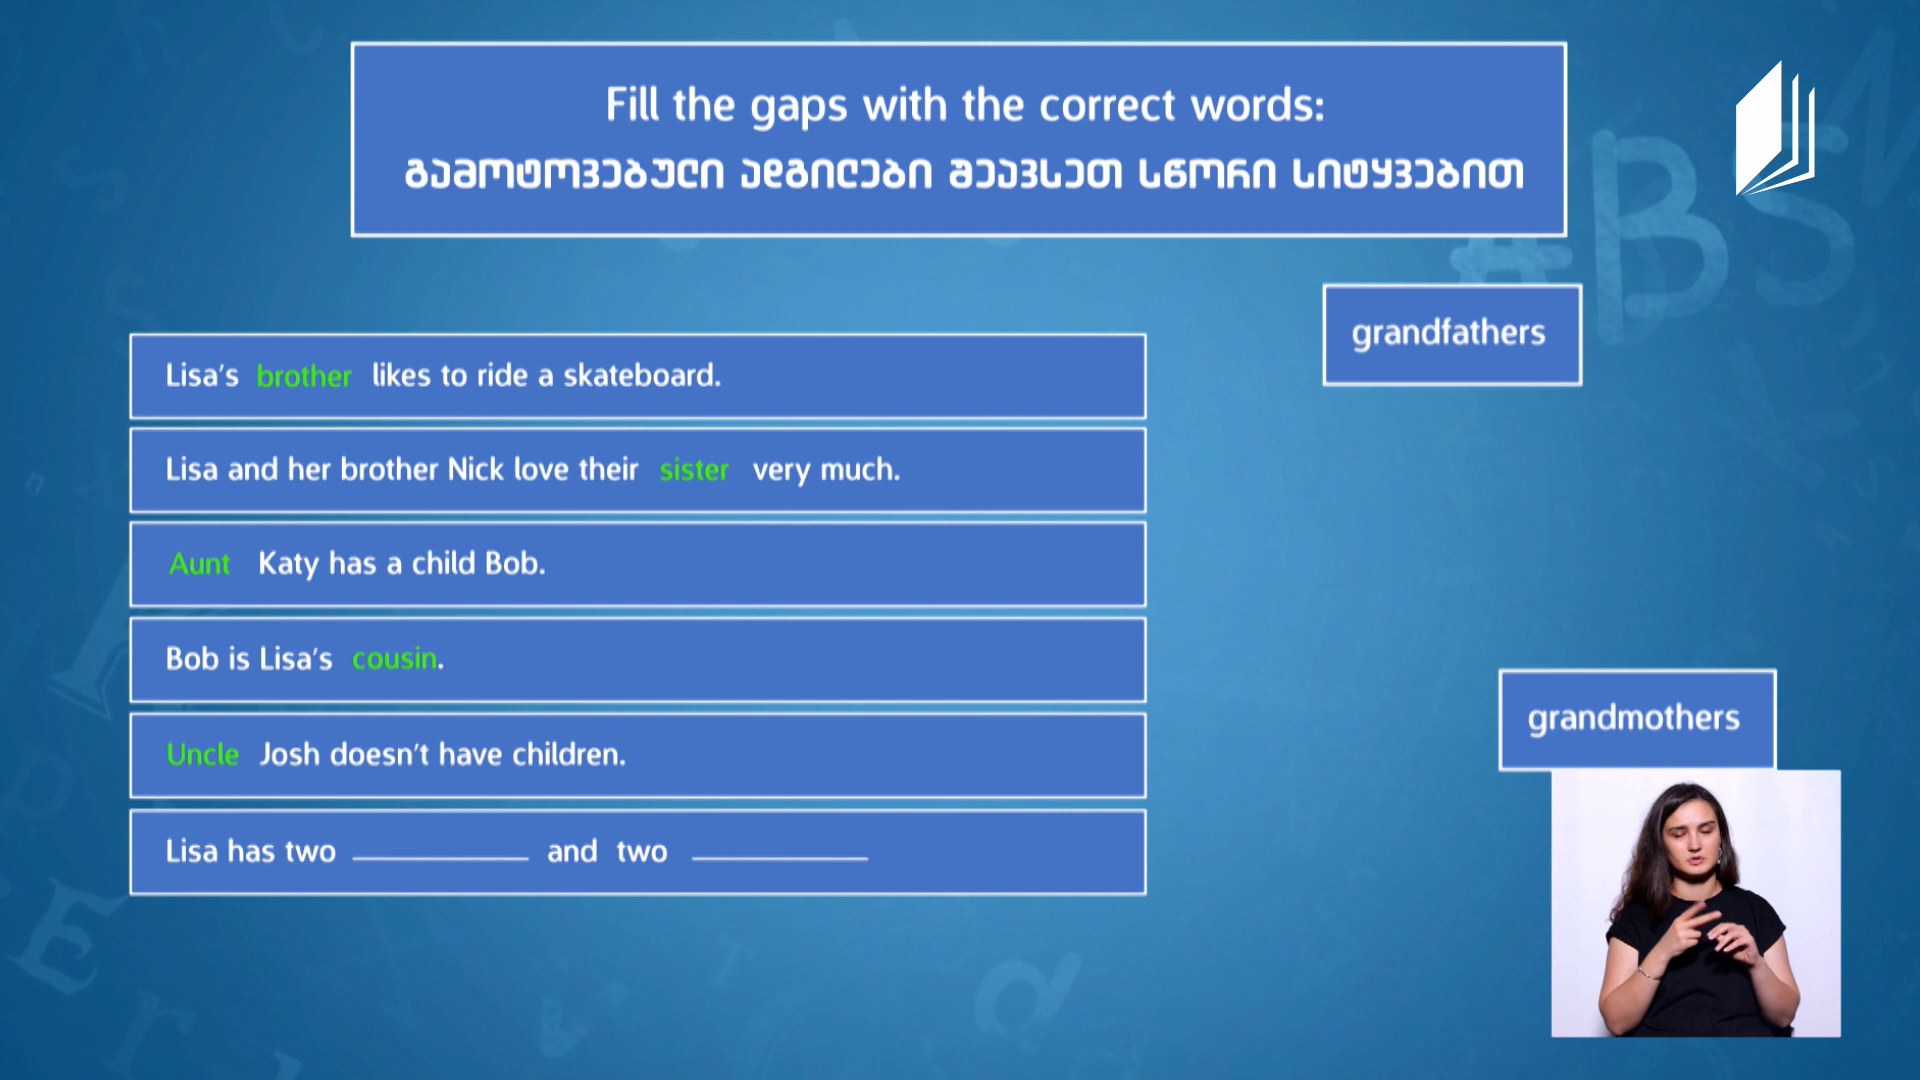 Fill the gaps with the correct words:
გამოტოვებული ადგილები შეავსეთ სწორი სიტყვებით
grandfathers
Lisa’s brother likes to ride a skateboard.
Lisa and her brother Nick love their sister very much.
Aunt Katy has a child Bob.
Bob is Lisa’s cousin.
Uncle Josh doesn’t have children.
Lisa has two ________ and two ________
grandmothers